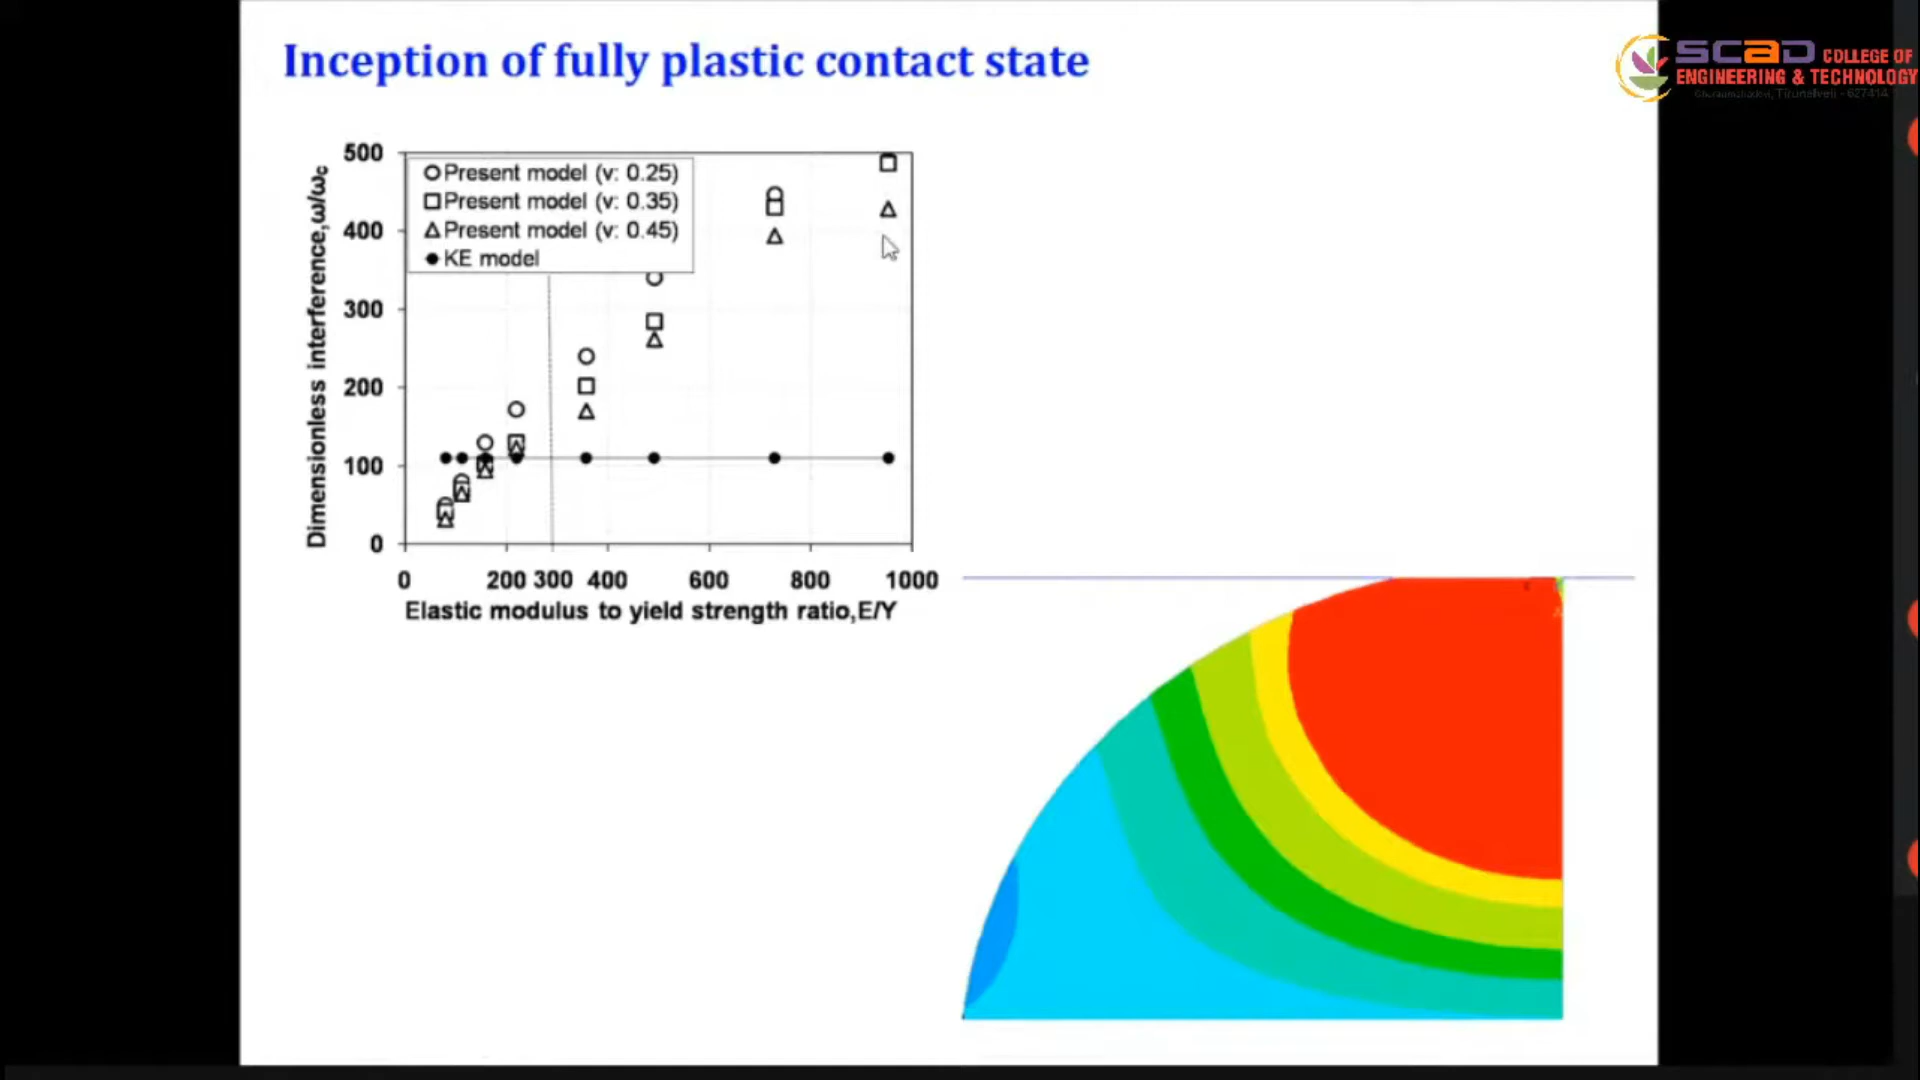 Inception of fully plastic contact state
SCAD COLLEGE OF
ENGINEERING & TECHNOLOGY
500
400
300
200
100
0
Dimensionless interference,ω/ωc
OPresent model (v: 0.25)
Present model (v: 0.35)
Present model (v: 0.45)
KE model
0 200 300 400 600 800 1000
Elastic modulus to yield strength ratio,E/Y